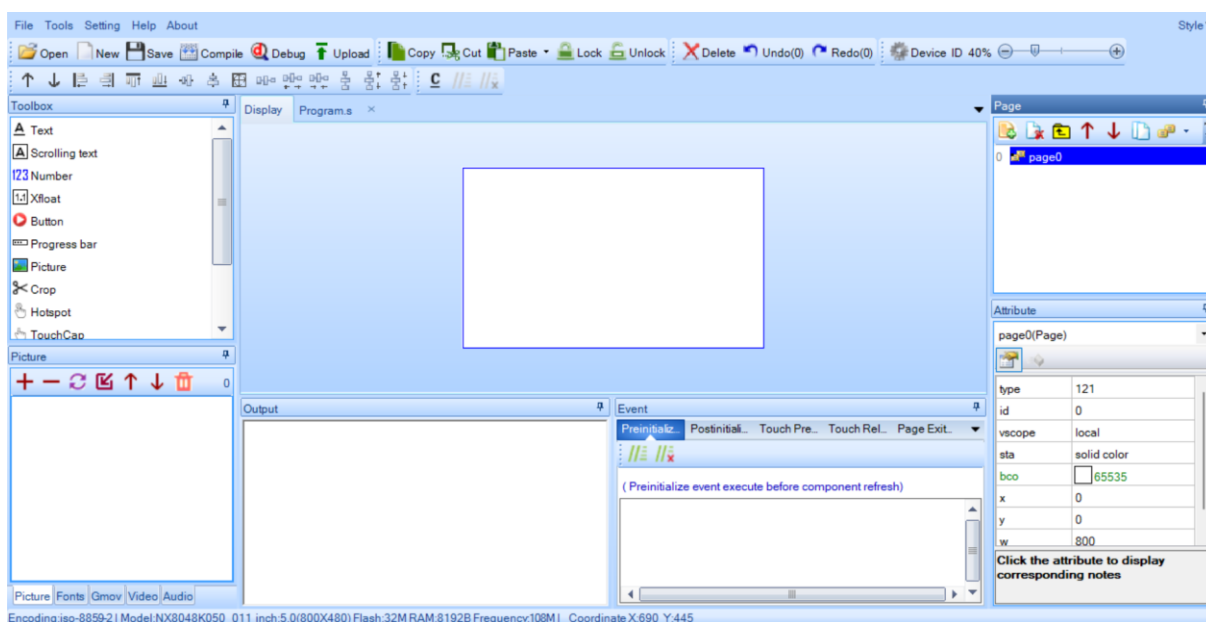 File Tools Setting Help About Style
Open New Save Compile Debug Upload Copy Cut Paste Lock Unlock Delete Undo(0) Redo(0) Device ID 40%
Toolbox
A Text
A Scrolling text
123 Number
1.1 Xfloat
Button
Progress bar
Picture
Crop
Hotspot
TouchCap
Picture
0
Picture Fonts Gmov Video Audio
Display Program.s ×
Output
Event
Preinitializ... Postinitiali... Touch Pre... Touch Rel... Page Exit...
( Preinitialize event execute before component refresh)
Page
0 page0
Attribute
page0(Page)
type 121
id 0
vscope local
sta solid color
bco 65535
x 0
y 0
w 800
Click the attribute to display
corresponding notes
Encoding:iso-8859-2 | Model:NX8048K050_011 inch:5.0(800X480) Flash:32M RAM:8192B Frequency:108M | Coordinate X:690 Y:445